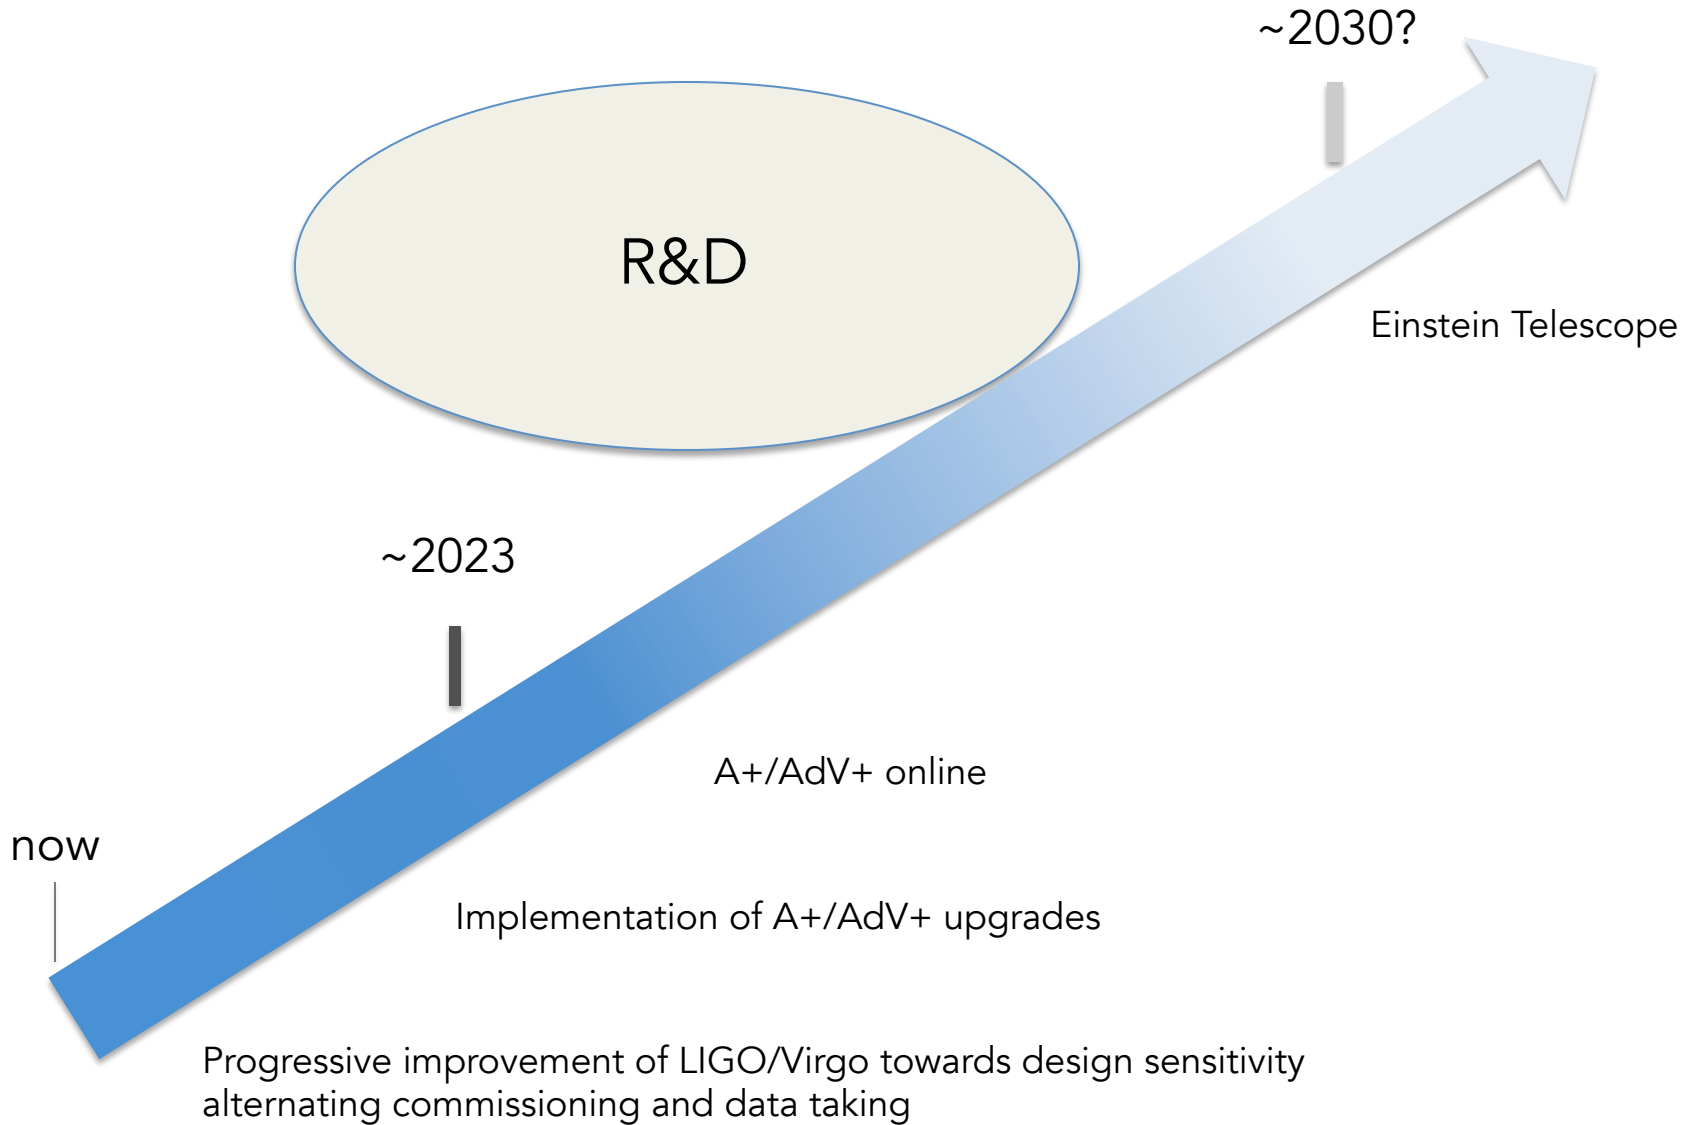 ~2030?
R&D
Einstein Telescope
~2023
A+/AdV+ online
now
Implementation of A+/AdV+ upgrades
Progressive improvement of LIGO/Virgo towards design sensitivity
alternating commissioning and data taking